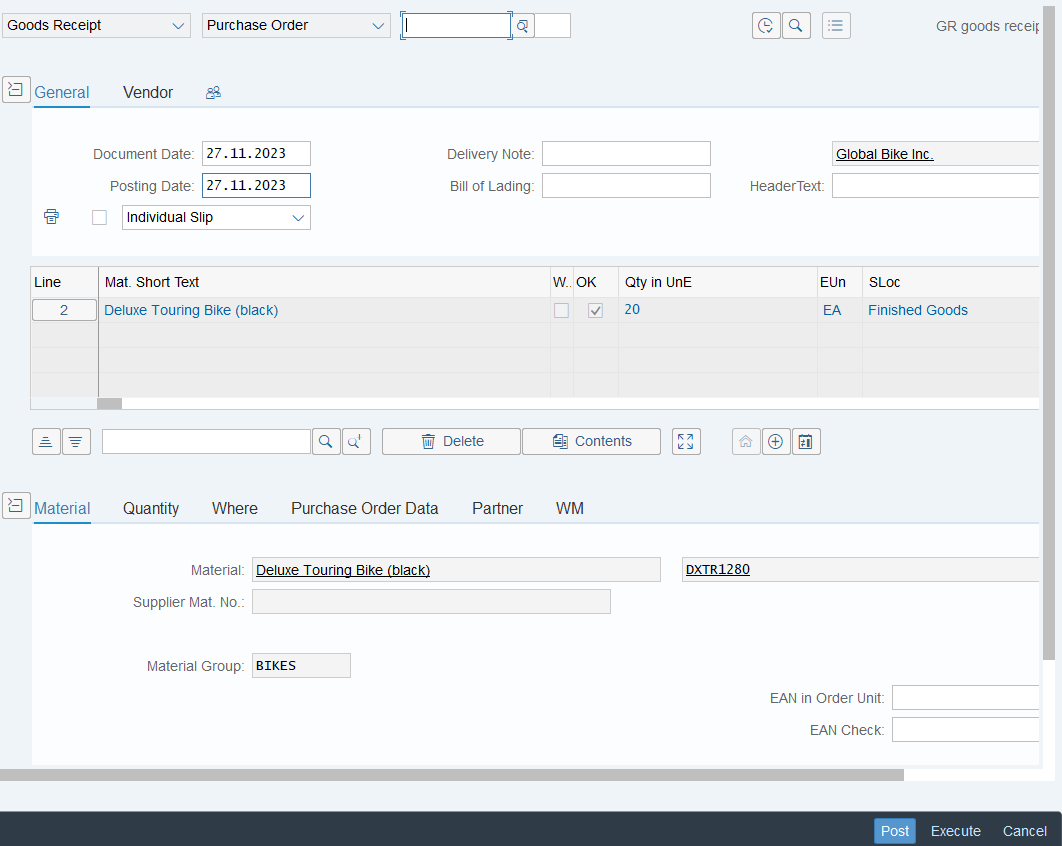 Goods Receipt Purchase Order GR goods receip
General Vendor
Document Date: 27.11.2023 Delivery Note: Global Bike Inc.
Posting Date: 27.11.2023 Bill of Lading: HeaderText:
Individual Slip
Line Mat. Short Text W.. OK Qty in UnE EUn SLoc
2 Deluxe Touring Bike (black) 20 EA Finished Goods
Delete Contents
Material Quantity Where Purchase Order Data Partner WM
Material: Deluxe Touring Bike (black) DXTR1280
Supplier Mat. No.:
Material Group: BIKES
EAN in Order Unit:
EAN Check:
Post Execute Cancel